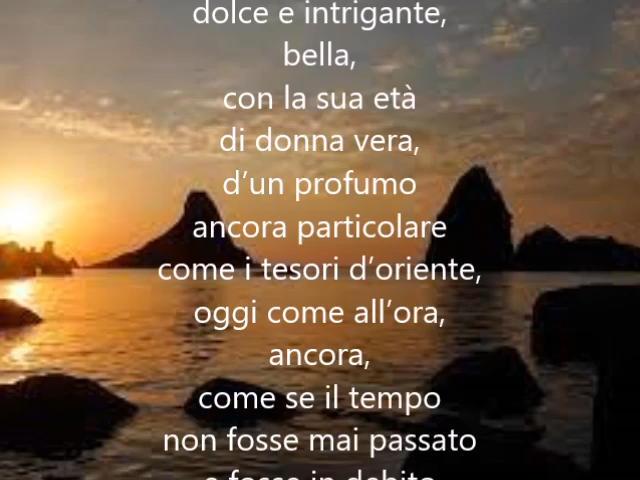 dolce e intrigante,
bella,
con la sua età
di donna vera,
d’un profumo
ancora particolare
come i tesori d’oriente,
oggi come all’ora,
ancora,
come se il tempo
non fosse mai passato
e fosse in debito